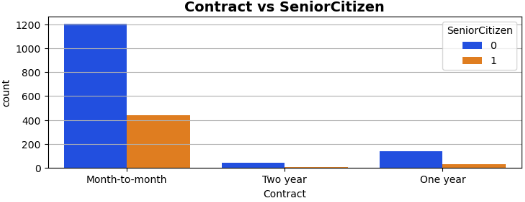 Contract vs SeniorCitizen
SeniorCitizen
0
1
1200
1000
800
600
400
200
0
count
Month-to-month
Two year
One year
Contract